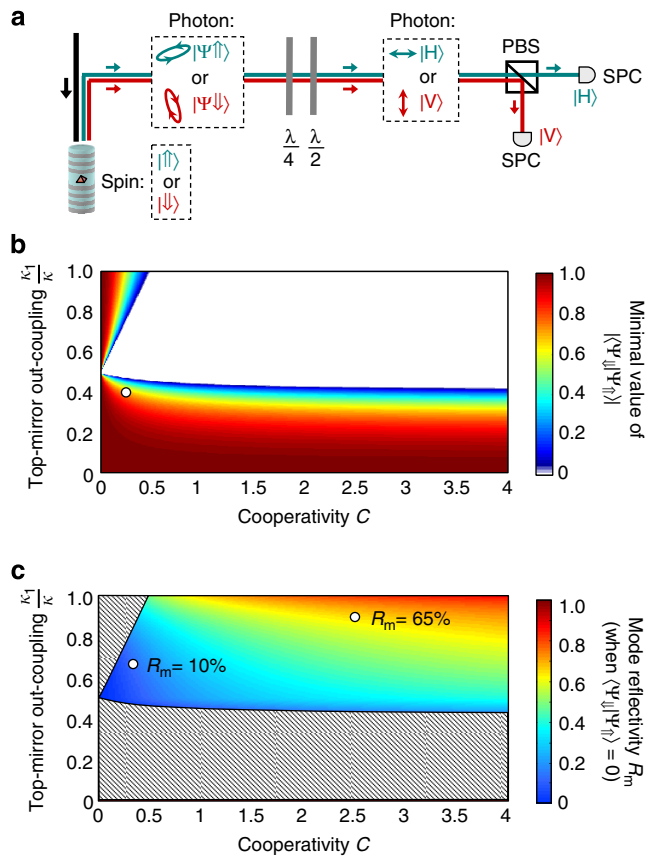 a
Photon:
Photon:
|Ψ⇑⟩
or
|Ψ⇓⟩
|H⟩
or
|V⟩
PBS
SPC
|H⟩
|V⟩
SPC
λ/4
λ/2
Spin:
|⇑⟩
or
|⇓⟩
b
Top-mirror out-coupling κ1/κ
1.0
0.8
0.6
0.4
0.2
0
0
0.5
1
1.5
2
2.5
3
3.5
4
Cooperativity C
1.0
0.8
0.6
0.4
0.2
0
Minimal value of
|⟨Ψ⇓|Ψ⇑⟩|
c
Top-mirror out-coupling κ1/κ
1.0
0.8
0.6
0.4
0.2
0
Rm= 65%
Rm= 10%
0
0.5
1
1.5
2
2.5
3
3.5
4
Cooperativity C
1.0
0.8
0.6
0.4
0.2
0
Mode reflectivity Rm
(when ⟨Ψ⇓|Ψ⇑⟩ = 0)